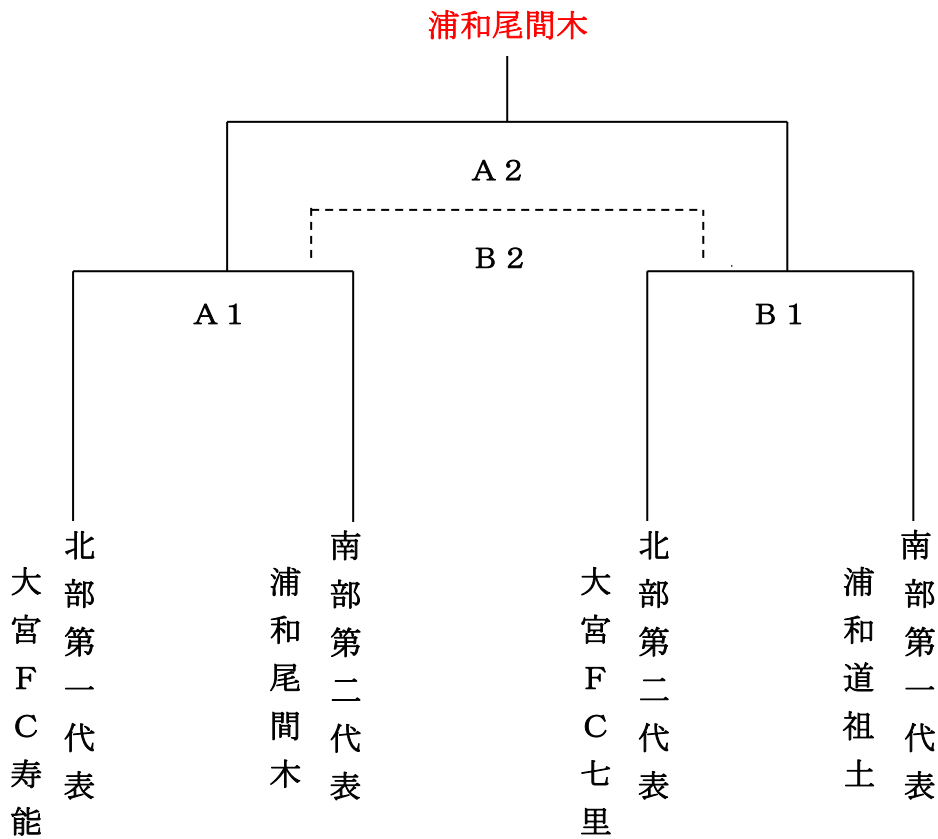 浦和尾間木
Ａ２
Ｂ２
Ａ１
Ｂ１
北部第一代表
大宮ＦＣ寿能
南部第二代表
浦和尾間木
北部第二代表
大宮ＦＣ七里
南部第一代表
浦和道祖土